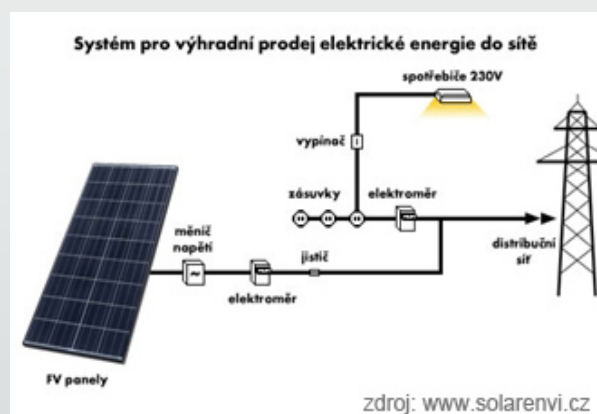 Systém pro výhradní prodej elektrické energie do sítě
spotřebiče 230V
vypínač
zásuvky
elektroměr
měnič
napětí
jistič
elektroměr
distribuční
síť
FV panely
zdroj: www.solarenvi.cz